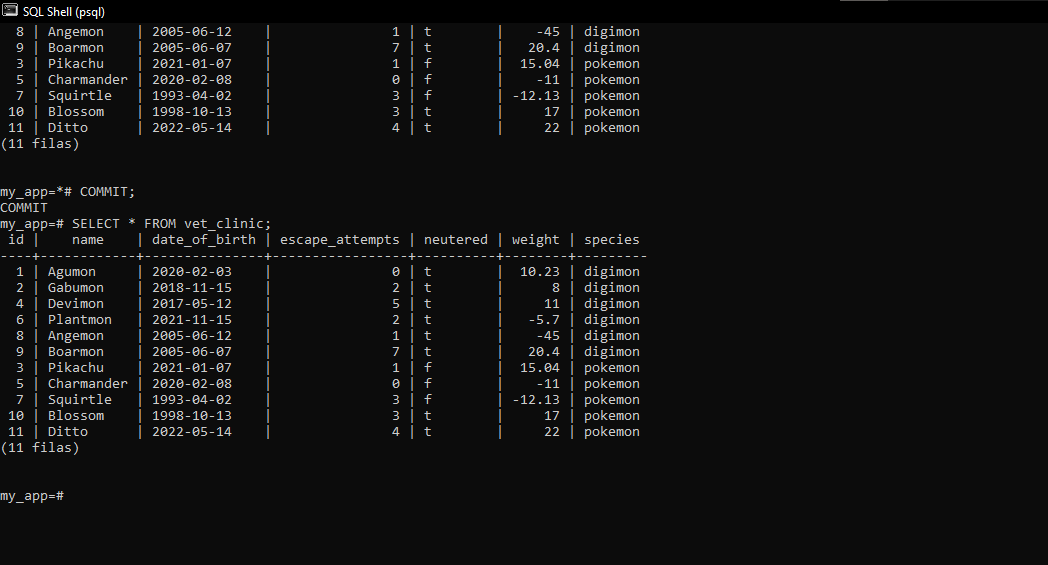 SQL Shell (psql)
  8 | Angemon    | 2005-06-12    |               1 | t        |    -45 | digimon
  9 | Boarmon    | 2005-06-07    |               7 | t        |   20.4 | digimon
  3 | Pikachu    | 2021-01-07    |               1 | f        |  15.04 | pokemon
  5 | Charmander | 2020-02-08    |               0 | f        |    -11 | pokemon
  7 | Squirtle   | 1993-04-02    |               3 | f        | -12.13 | pokemon
 10 | Blossom    | 1998-10-13    |               3 | t        |     17 | pokemon
 11 | Ditto      | 2022-05-14    |               4 | t        |     22 | pokemon
(11 filas)
my_app=*# COMMIT;
COMMIT
my_app=# SELECT * FROM vet_clinic;
 id |    name    | date_of_birth | escape_attempts | neutered | weight | species
----+------------+---------------+-----------------+----------+--------+---------
  1 | Agumon     | 2020-02-03    |               0 | t        |  10.23 | digimon
  2 | Gabumon    | 2018-11-15    |               2 | t        |      8 | digimon
  4 | Devimon    | 2017-05-12    |               5 | t        |     11 | digimon
  6 | Plantmon   | 2021-11-15    |               2 | t        |   -5.7 | digimon
  8 | Angemon    | 2005-06-12    |               1 | t        |    -45 | digimon
  9 | Boarmon    | 2005-06-07    |               7 | t        |   20.4 | digimon
  3 | Pikachu    | 2021-01-07    |               1 | f        |  15.04 | pokemon
  5 | Charmander | 2020-02-08    |               0 | f        |    -11 | pokemon
  7 | Squirtle   | 1993-04-02    |               3 | f        | -12.13 | pokemon
 10 | Blossom    | 1998-10-13    |               3 | t        |     17 | pokemon
 11 | Ditto      | 2022-05-14    |               4 | t        |     22 | pokemon
(11 filas)
my_app=#